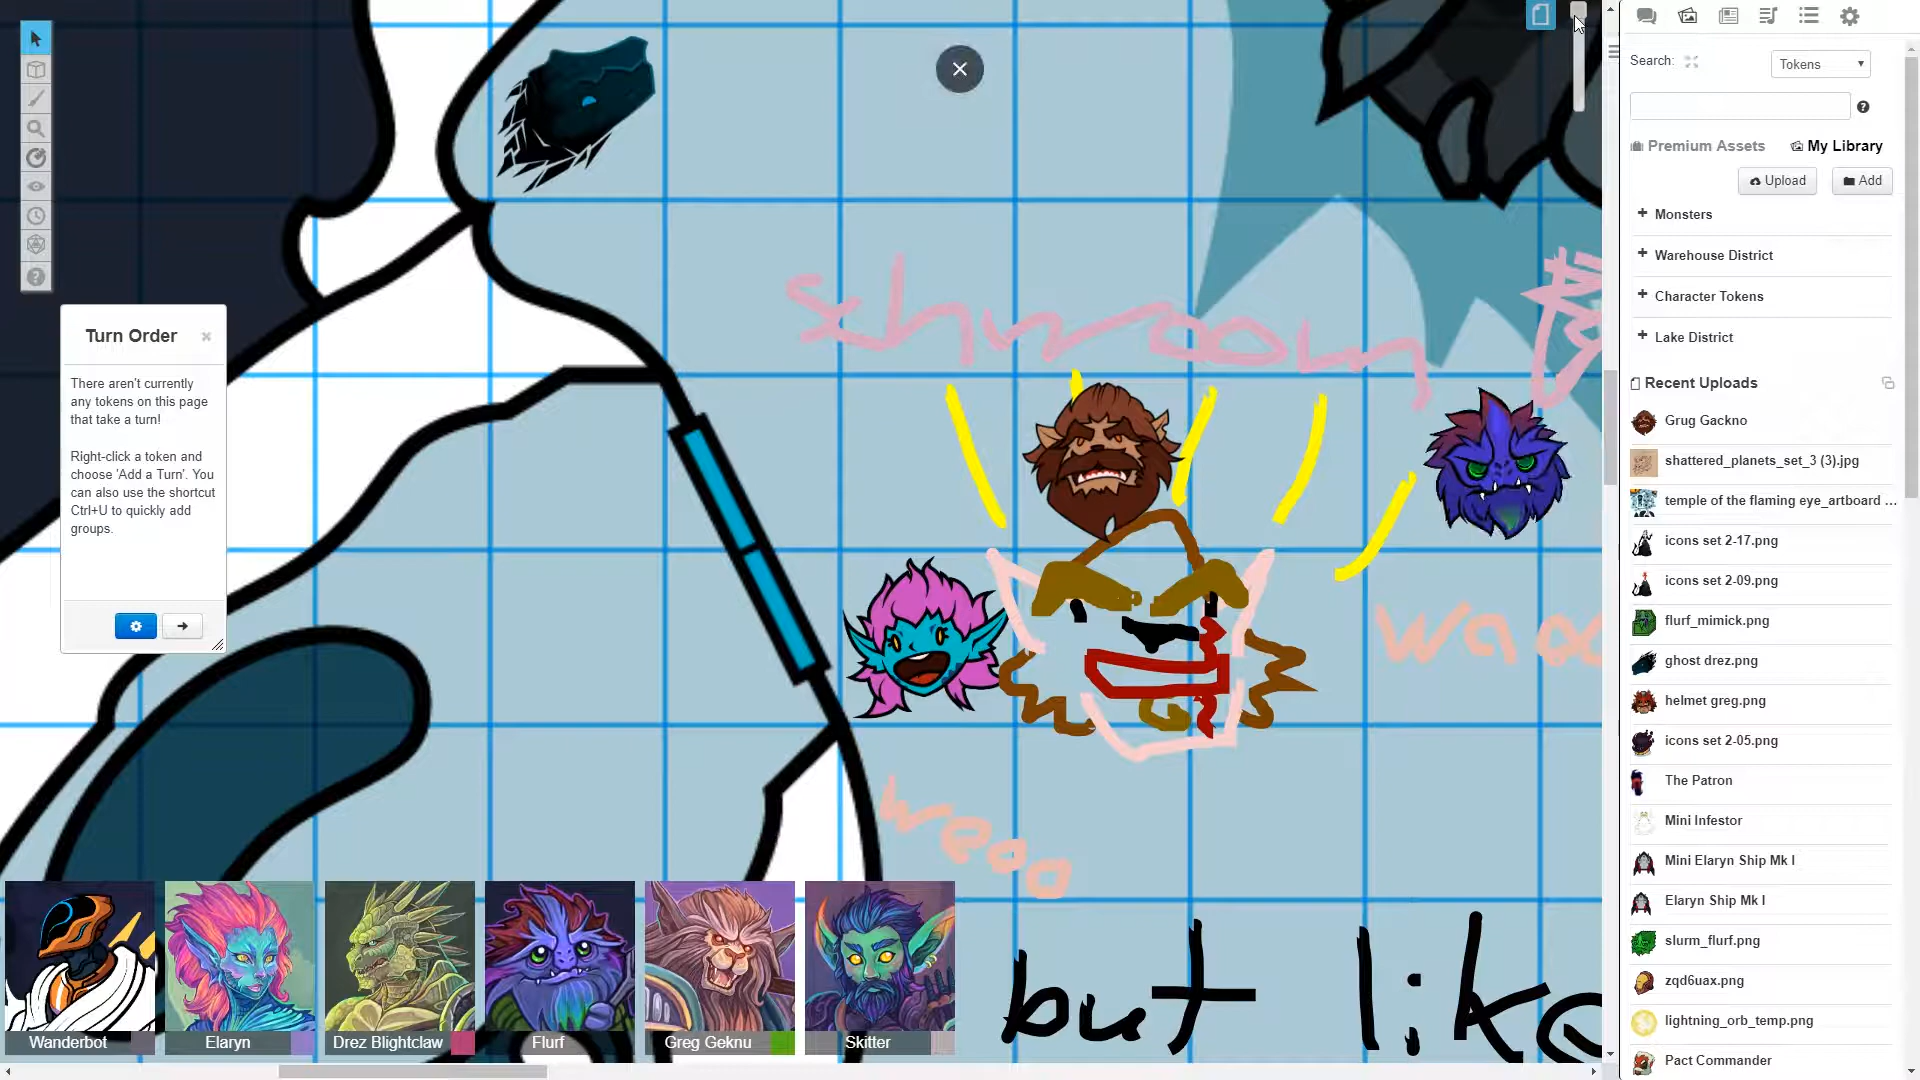 Search:
Tokens
Premium Assets My Library
Upload Add
Monsters
Warehouse District
Character Tokens
Lake District
Recent Uploads
Grug Gackno
shattered_planets_set_3 (3).jpg
temple of the flaming eye_artboard ...
icons set 2-17.png
icons set 2-09.png
flurf_mimick.png
ghost drez.png
helmet greg.png
icons set 2-05.png
The Patron
Mini Infestor
Mini Elaryn Ship Mk I
Elaryn Ship Mk I
slurm_flurf.png
zqd6uax.png
lightning_orb_temp.png
Pact Commander
Turn Order
There aren't currently
any tokens on this page
that take a turn!
Right-click a token and
choose 'Add a Turn'. You
can also use the shortcut
Ctrl+U to quickly add
groups.
shroom
weoo
but like
Wanderbot
Elaryn
Drez Blightclaw
Flurf
Greg Geknu
Skitter